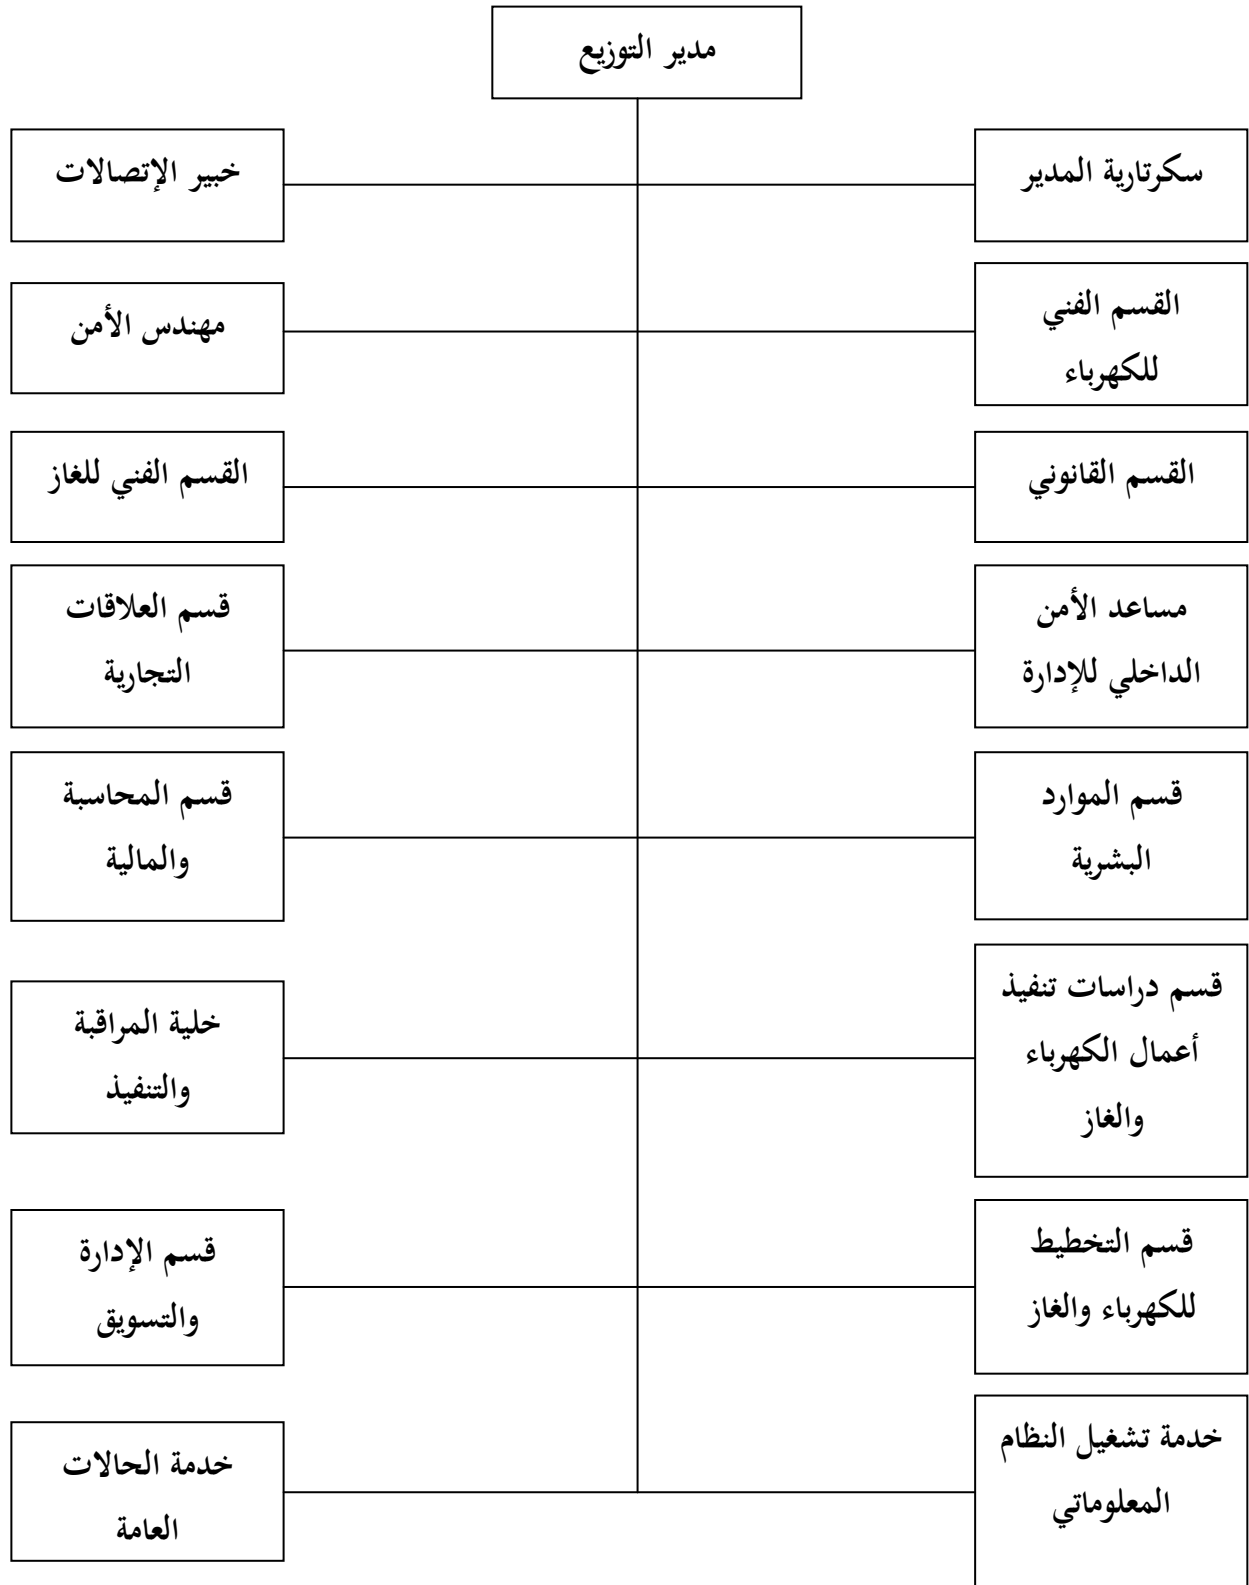 مدير التوزيع
سكرتارية المدير
خبير الإتصالات
القسم الفني
للكهرباء
مهندس الأمن
القسم القانوني
القسم الفني للغاز
مساعد الأمن
الداخلي للإدارة
قسم العلاقات
التجارية
قسم الموارد
البشرية
قسم المحاسبة
والمالية
قسم دراسات تنفيذ
أعمال الكهرباء
والغاز
خلية المراقبة
والتنفيذ
قسم التخطيط
للكهرباء والغاز
قسم الإدارة
والتسويق
خدمة تشغيل النظام
المعلوماتي
خدمة الحالات
العامة